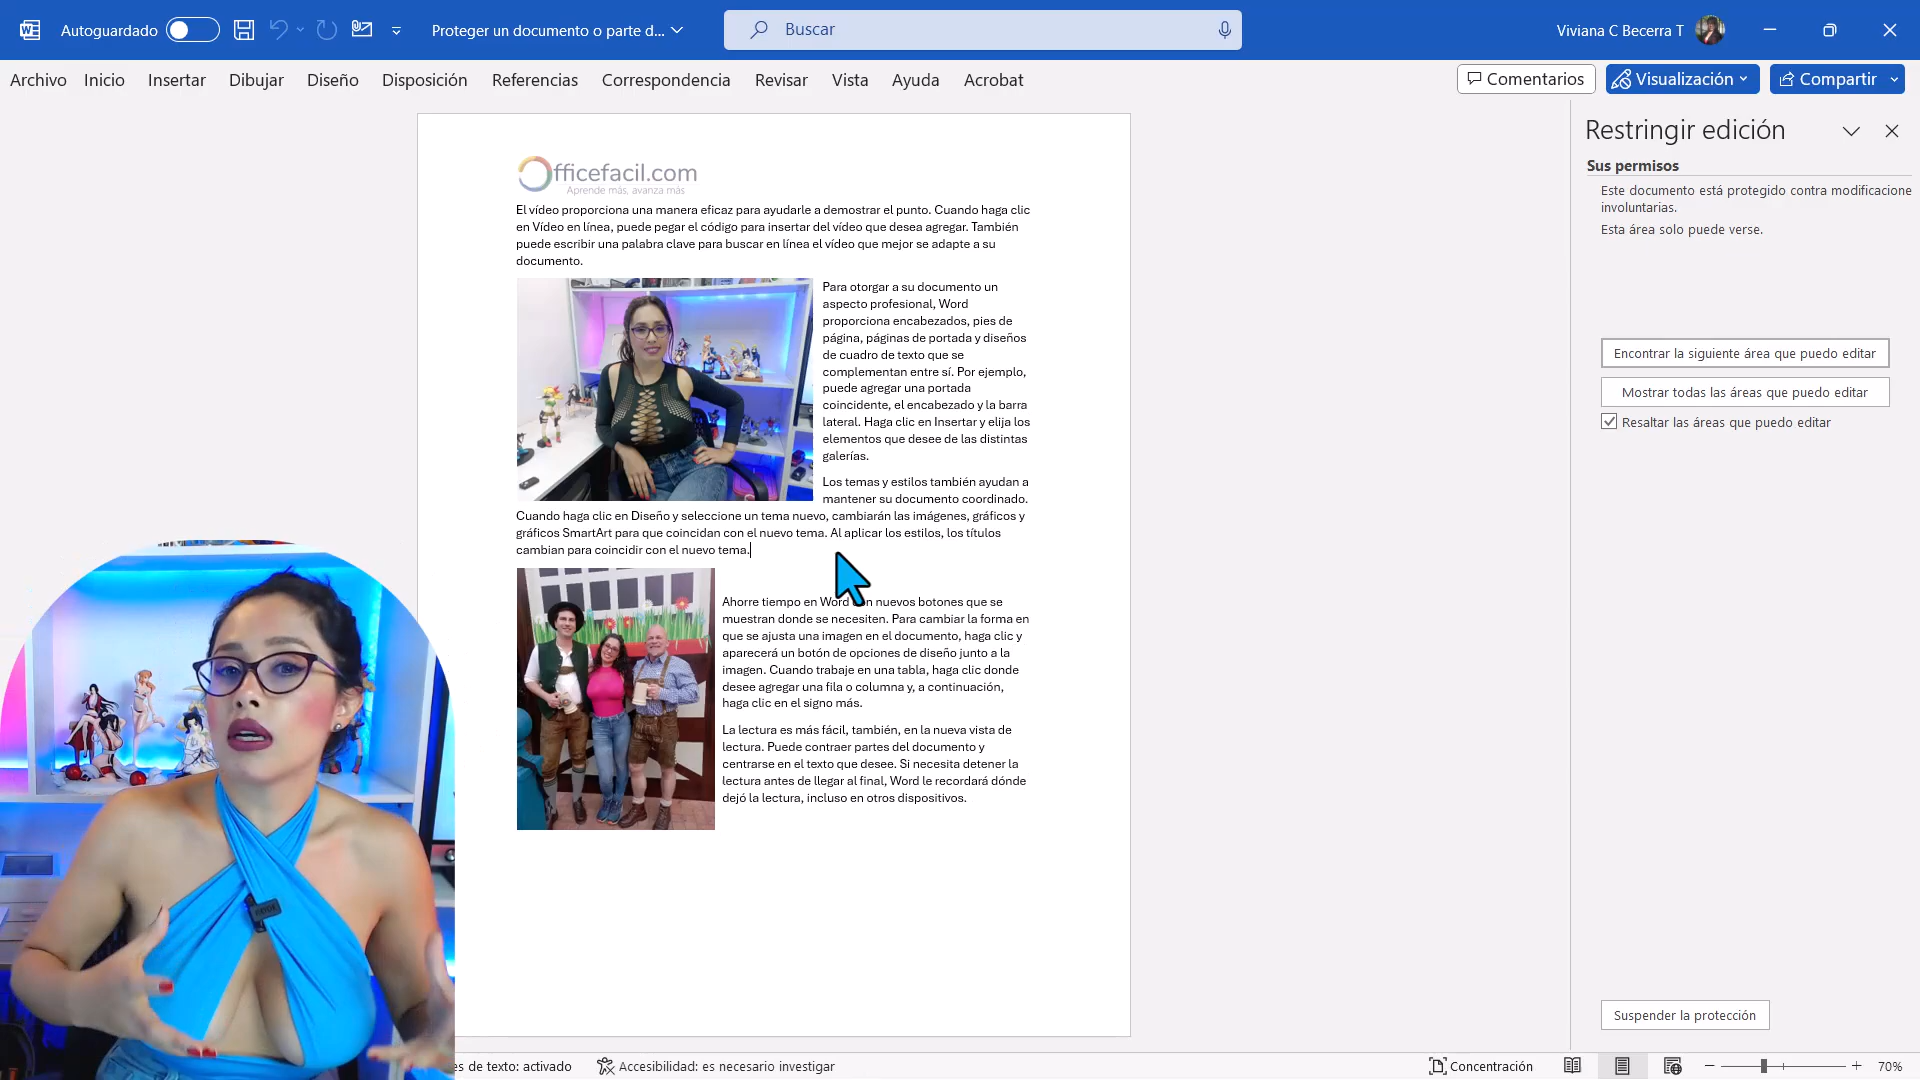 Autoguardado
Proteger un documento o parte d...
Buscar
Viviana C Becerra T
Archivo Inicio Insertar Dibujar Diseño Disposición Referencias Correspondencia Revisar Vista Ayuda Acrobat
Comentarios
Visualización
Compartir
fficefacil.com
Aprende más, avanza más
El vídeo proporciona una manera eficaz para ayudarle a demostrar el punto. Cuando haga clic
en Vídeo en línea, puede pegar el código para insertar del vídeo que desea agregar. También
puede escribir una palabra clave para buscar en línea el vídeo que mejor se adapte a su
documento.
Para otorgar a su documento un
aspecto profesional, Word
proporciona encabezados, pies de
página, páginas de portada y diseños
de cuadro de texto que se
complementan entre sí. Por ejemplo,
puede agregar una portada
coincidente, el encabezado y la barra
lateral. Haga clic en Insertar y elija los
elementos que desee de las distintas
galerías.
Los temas y estilos también ayudan a
mantener su documento coordinado.
Cuando haga clic en Diseño y seleccione un tema nuevo, cambiarán las imágenes, gráficos y
gráficos SmartArt para que coincidan con el nuevo tema. Al aplicar los estilos, los títulos
cambian para coincidir con el nuevo tema.
Ahorre tiempo en Word con nuevos botones que se
muestran donde se necesiten. Para cambiar la forma en
que se ajusta una imagen en el documento, haga clic y
aparecerá un botón de opciones de diseño junto a la
imagen. Cuando trabaje en una tabla, haga clic donde
desee agregar una fila o columna y, a continuación,
haga clic en el signo más.
La lectura es más fácil, también, en la nueva vista de
lectura. Puede contraer partes del documento y
centrarse en el texto que desee. Si necesita detener la
lectura antes de llegar al final, Word le recordará dónde
dejó la lectura, incluso en otros dispositivos.
Restringir edición
Sus permisos
Este documento está protegido contra modificacione
involuntarias.
Esta área solo puede verse.
Encontrar la siguiente área que puedo editar
Mostrar todas las áreas que puedo editar
Resaltar las áreas que puedo editar
Suspender la protección
es de texto: activado
Accesibilidad: es necesario investigar
Concentración
70%